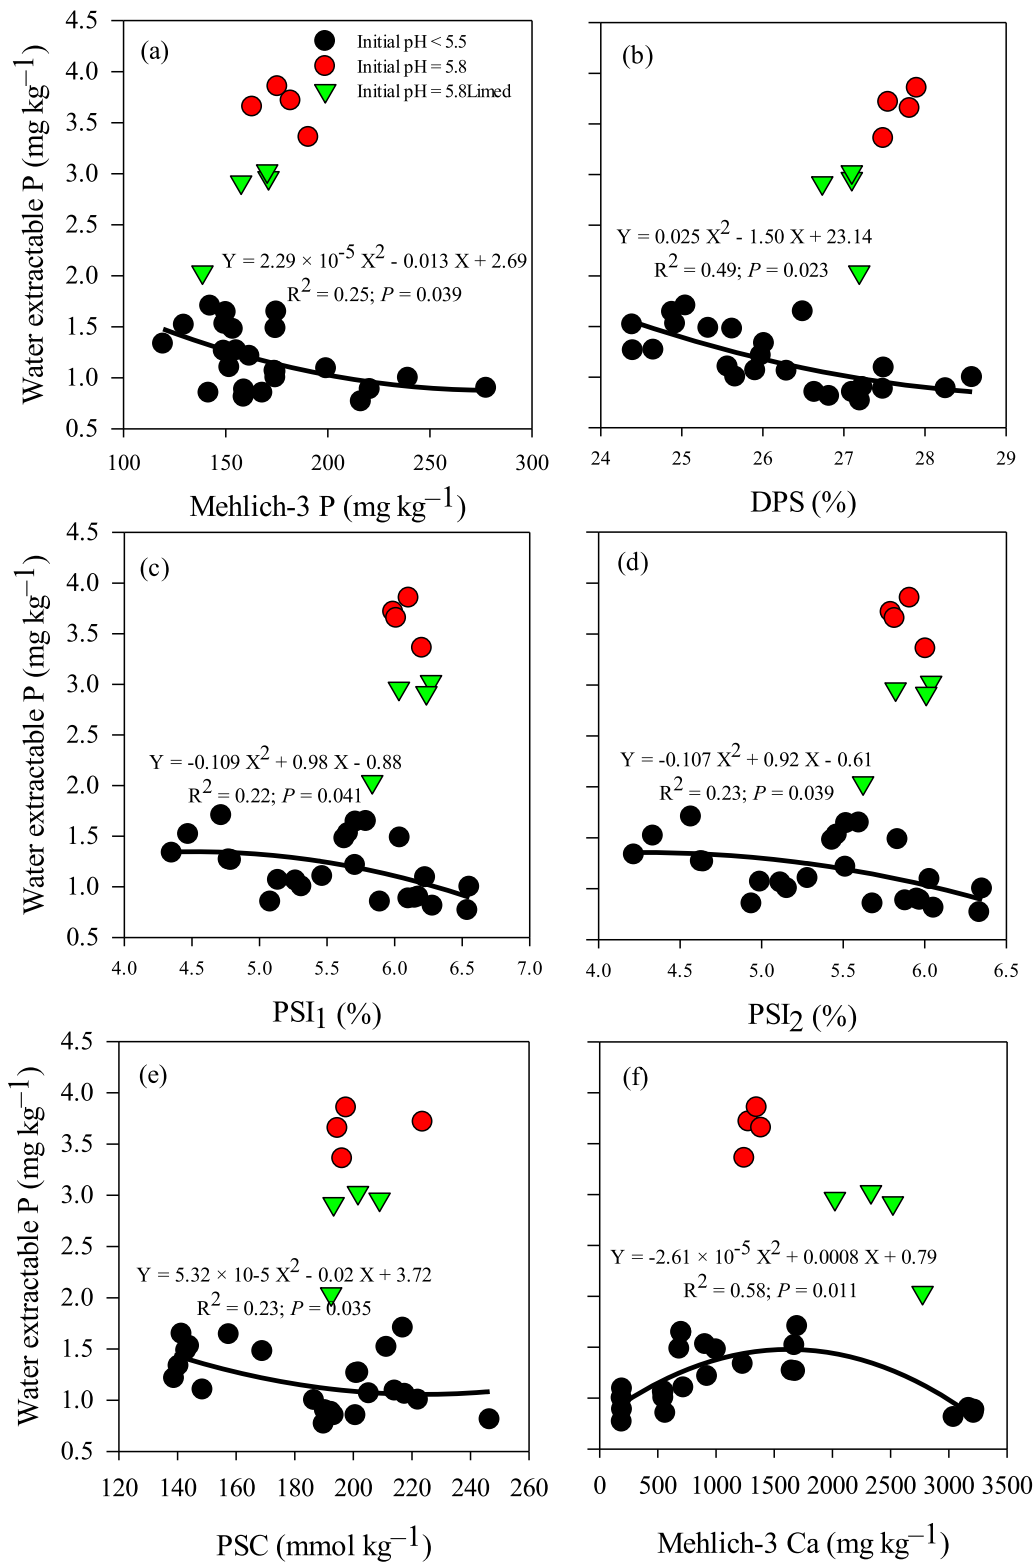 (a)
Initial pH < 5.5
Initial pH = 5.8
Initial pH = 5.8Limed
Y = 2.29 × 10⁻⁵ X² - 0.013 X + 2.69
R² = 0.25; P = 0.039
4.5
4.0
3.5
3.0
2.5
2.0
1.5
1.0
0.5
Water extractable P (mg kg⁻¹)
100 150 200 250 300
Mehlich-3 P (mg kg⁻¹)
(b)
Y = 0.025 X² - 1.50 X + 23.14
R² = 0.49; P = 0.023
24 25 26 27 28 29
DPS (%)
(c)
Y = -0.109 X² + 0.98 X - 0.88
R² = 0.22; P = 0.041
4.5
4.0
3.5
3.0
2.5
2.0
1.5
1.0
0.5
Water extractable P (mg kg⁻¹)
4.0 4.5 5.0 5.5 6.0 6.5 7.0
PSI₁ (%)
(d)
Y = -0.107 X² + 0.92 X - 0.61
R² = 0.23; P = 0.039
4.0 4.5 5.0 5.5 6.0 6.5
PSI₂ (%)
(e)
Y = 5.32 × 10-5 X² - 0.02 X + 3.72
R² = 0.23; P = 0.035
4.5
4.0
3.5
3.0
2.5
2.0
1.5
1.0
0.5
Water extractable P (mg kg⁻¹)
120 140 160 180 200 220 240 260
PSC (mmol kg⁻¹)
(f)
Y = -2.61 × 10⁻⁵ X² + 0.0008 X + 0.79
R² = 0.58; P = 0.011
0 500 1000 1500 2000 2500 3000 3500
Mehlich-3 Ca (mg kg⁻¹)